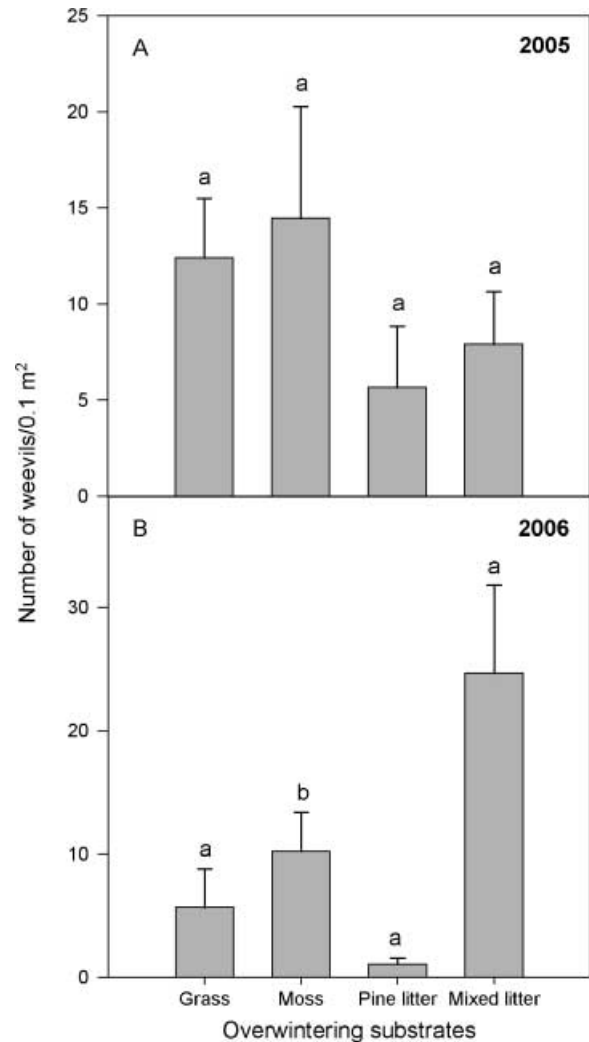 25
A
2005
a
20
a
15
a
a
10
5
0
Number of weevils/0.1 m²
B
2006
a
30
20
b
a
10
a
0
Grass Moss Pine litter Mixed litter
Overwintering substrates